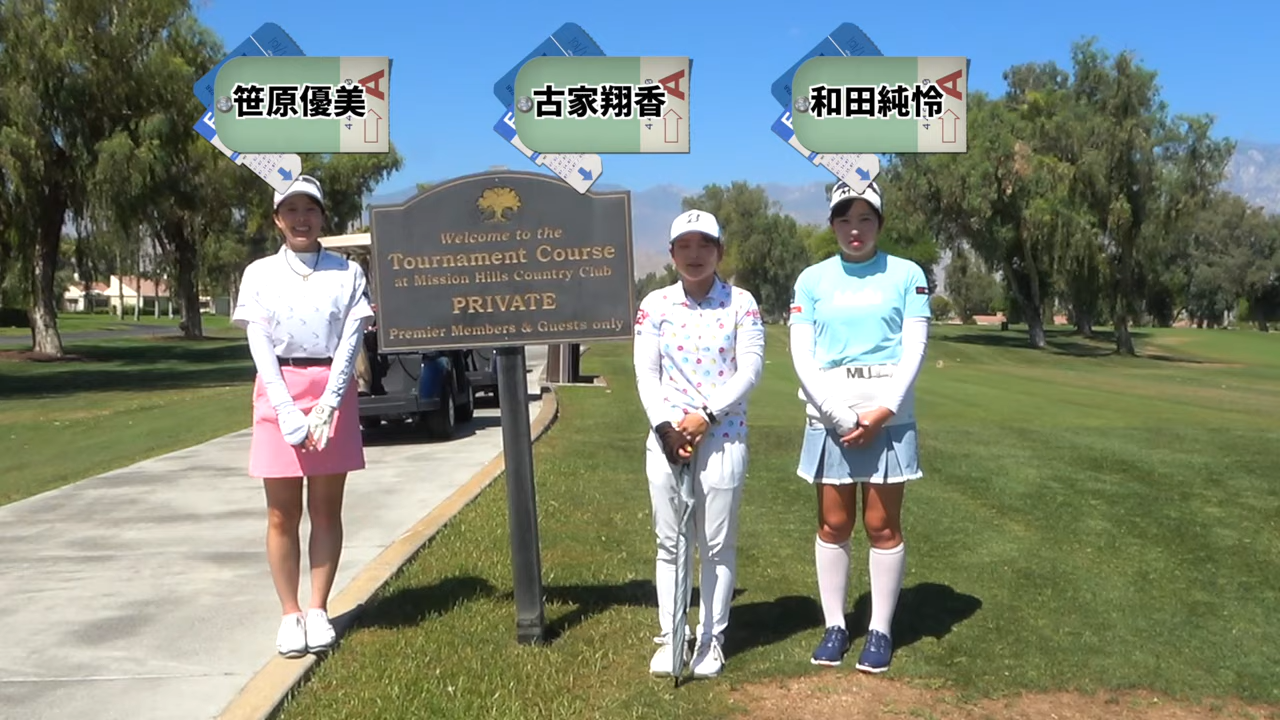 笹原優美
古家翔香
和田純怜
A
A
A
Welcome to the
Tournament Course
at Mission Hills Country Club
PRIVATE
Premier Members & Guests only
B